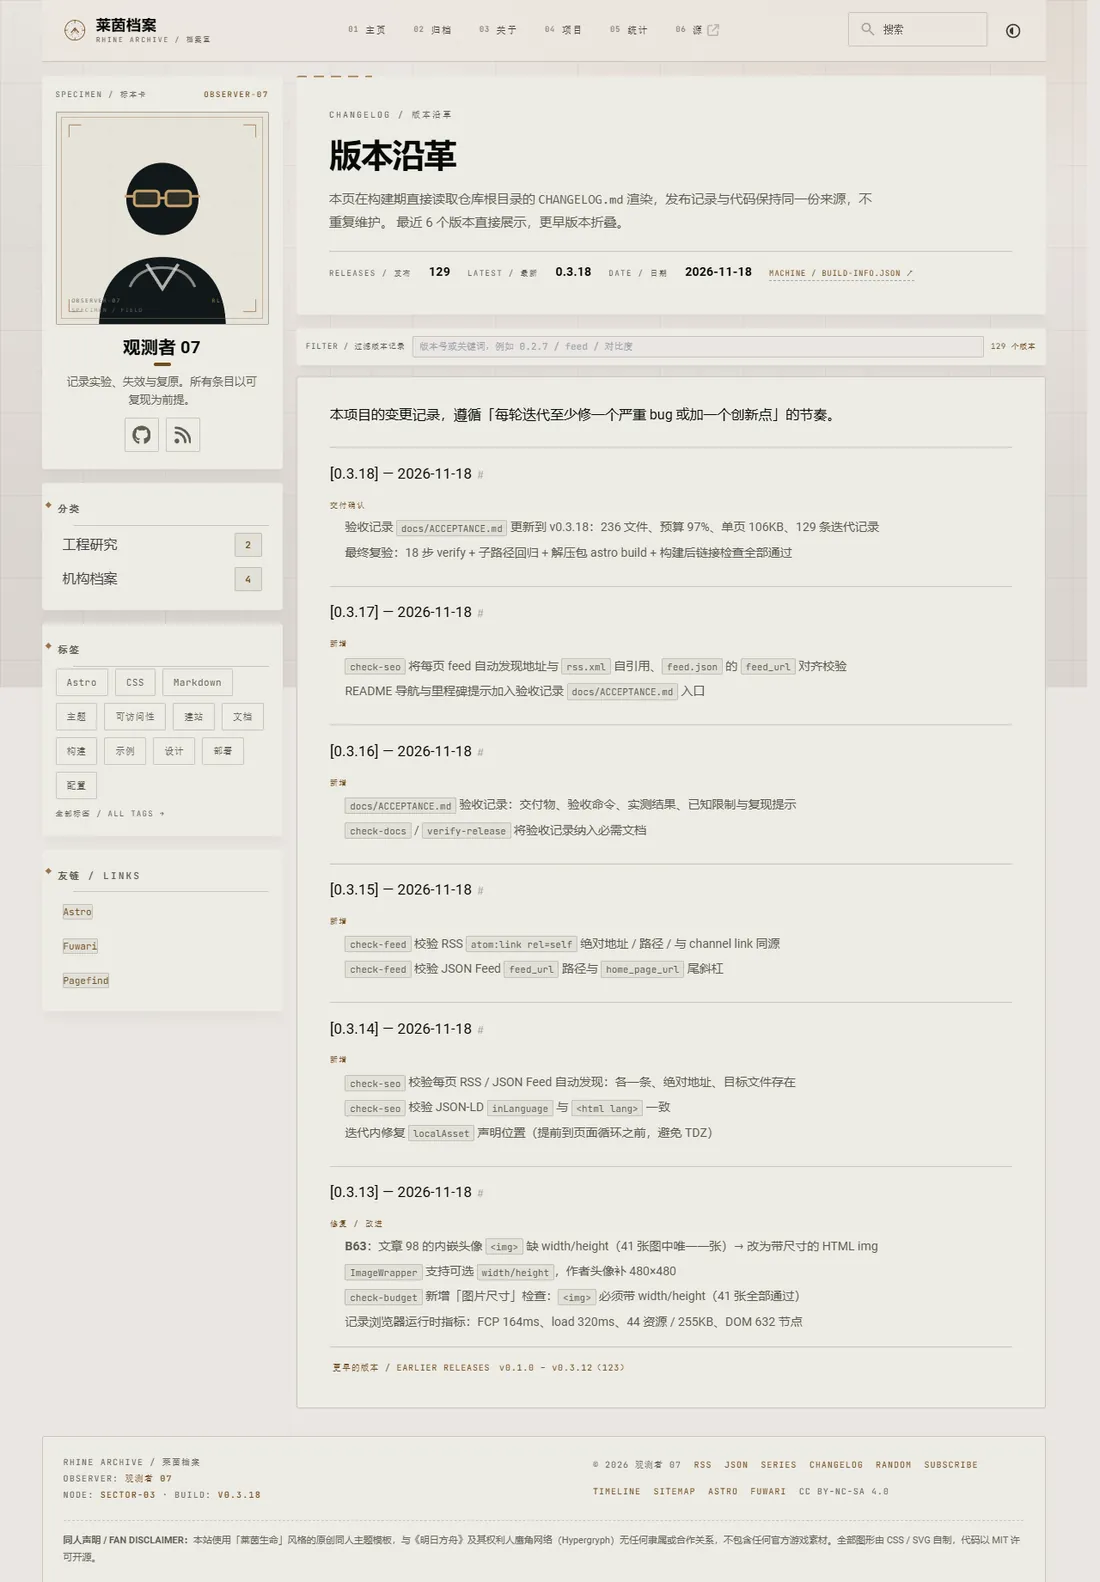 莱茵档案
RHINE ARCHIVE / 档案室
01 主页 02 归档 03 关于 04 项目 05 统计 06 源
搜索
SPECIMEN / 标本卡 OBSERVER-07
OBSERVER-07
SPECIMEN / FIELD
观测者 07
记录实验、失效与复原。所有条目以可
复现为前提。
分类
工程研究 2
机构档案 4
标签
Astro CSS Markdown
主题 可访问性 建站 文档
构建 示例 设计 部署
配置
全部标签 / ALL TAGS →
友链 / LINKS
Astro
Fuwari
Pagefind
CHANGELOG / 版本沿革
版本沿革
本页在构建期直接读取仓库根目录的 CHANGELOG.md 渲染，发布记录与代码保持同一份来源，不
重复维护。 最近 6 个版本直接展示，更早版本折叠。
RELEASES / 发布 129 LATEST / 最新 0.3.18 DATE / 日期 2026-11-18 MACHINE / BUILD-INFO.JSON ↗
FILTER / 过滤版本记录 版本号或关键词，例如 0.2.7 / feed / 对比度 129 个版本
本项目的变更记录，遵循「每轮迭代至少修一个严重 bug 或加一个创新点」的节奏。
[0.3.18] — 2026-11-18 #
交付确认
验收记录 docs/ACCEPTANCE.md 更新到 v0.3.18：236 文件、预算 97%、单页 106KB、129 条迭代记录
最终复验：18 步 verify + 子路径回归 + 解压包 astro build + 构建后链接检查全部通过
[0.3.17] — 2026-11-18 #
新增
check-seo 将每页 feed 自动发现地址与 rss.xml 自引用、feed.json 的 feed_url 对齐校验
README 导航与里程碑提示加入验收记录 docs/ACCEPTANCE.md 入口
[0.3.16] — 2026-11-18 #
新增
docs/ACCEPTANCE.md 验收记录：交付物、验收命令、实测结果、已知限制与复现提示
check-docs / verify-release 将验收记录纳入必需文档
[0.3.15] — 2026-11-18 #
新增
check-feed 校验 RSS atom:link rel=self 绝对地址 / 路径 / 与 channel link 同源
check-feed 校验 JSON Feed feed_url 路径与 home_page_url 尾斜杠
[0.3.14] — 2026-11-18 #
新增
check-seo 校验每页 RSS / JSON Feed 自动发现：各一条、绝对地址、目标文件存在
check-seo 校验 JSON-LD inLanguage 与 <html lang> 一致
迭代内修复 localAsset 声明位置（提前到页面循环之前，避免 TDZ）
[0.3.13] — 2026-11-18 #
修复 / 改进
B63：文章 98 的内嵌头像 <img> 缺 width/height（41 张图中唯一一张）→ 改为带尺寸的 HTML img
ImageWrapper 支持可选 width/height，作者头像补 480×480
check-budget 新增「图片尺寸」检查：<img> 必须带 width/height（41 张全部通过）
记录浏览器运行时指标：FCP 164ms、load 320ms、44 资源 / 255KB、DOM 632 节点
更早的版本 / EARLIER RELEASES v0.1.0 – v0.3.12（123）
RHINE ARCHIVE / 莱茵档案
OBSERVER: 观测者 07
NODE: SECTOR-03 · BUILD: V0.3.18
© 2026 观测者 07 RSS JSON SERIES CHANGELOG RANDOM SUBSCRIBE
TIMELINE SITEMAP ASTRO FUWARI CC BY-NC-SA 4.0
同人声明 / FAN DISCLAIMER：本站使用「莱茵生命」风格的原创同人主题模板，与《明日方舟》及其权利人鹰角网络（Hypergryph）无任何隶属或合作关系，不包含任何官方游戏素材。全部图形由 CSS / SVG 自制，代码以 MIT 许
可开源。